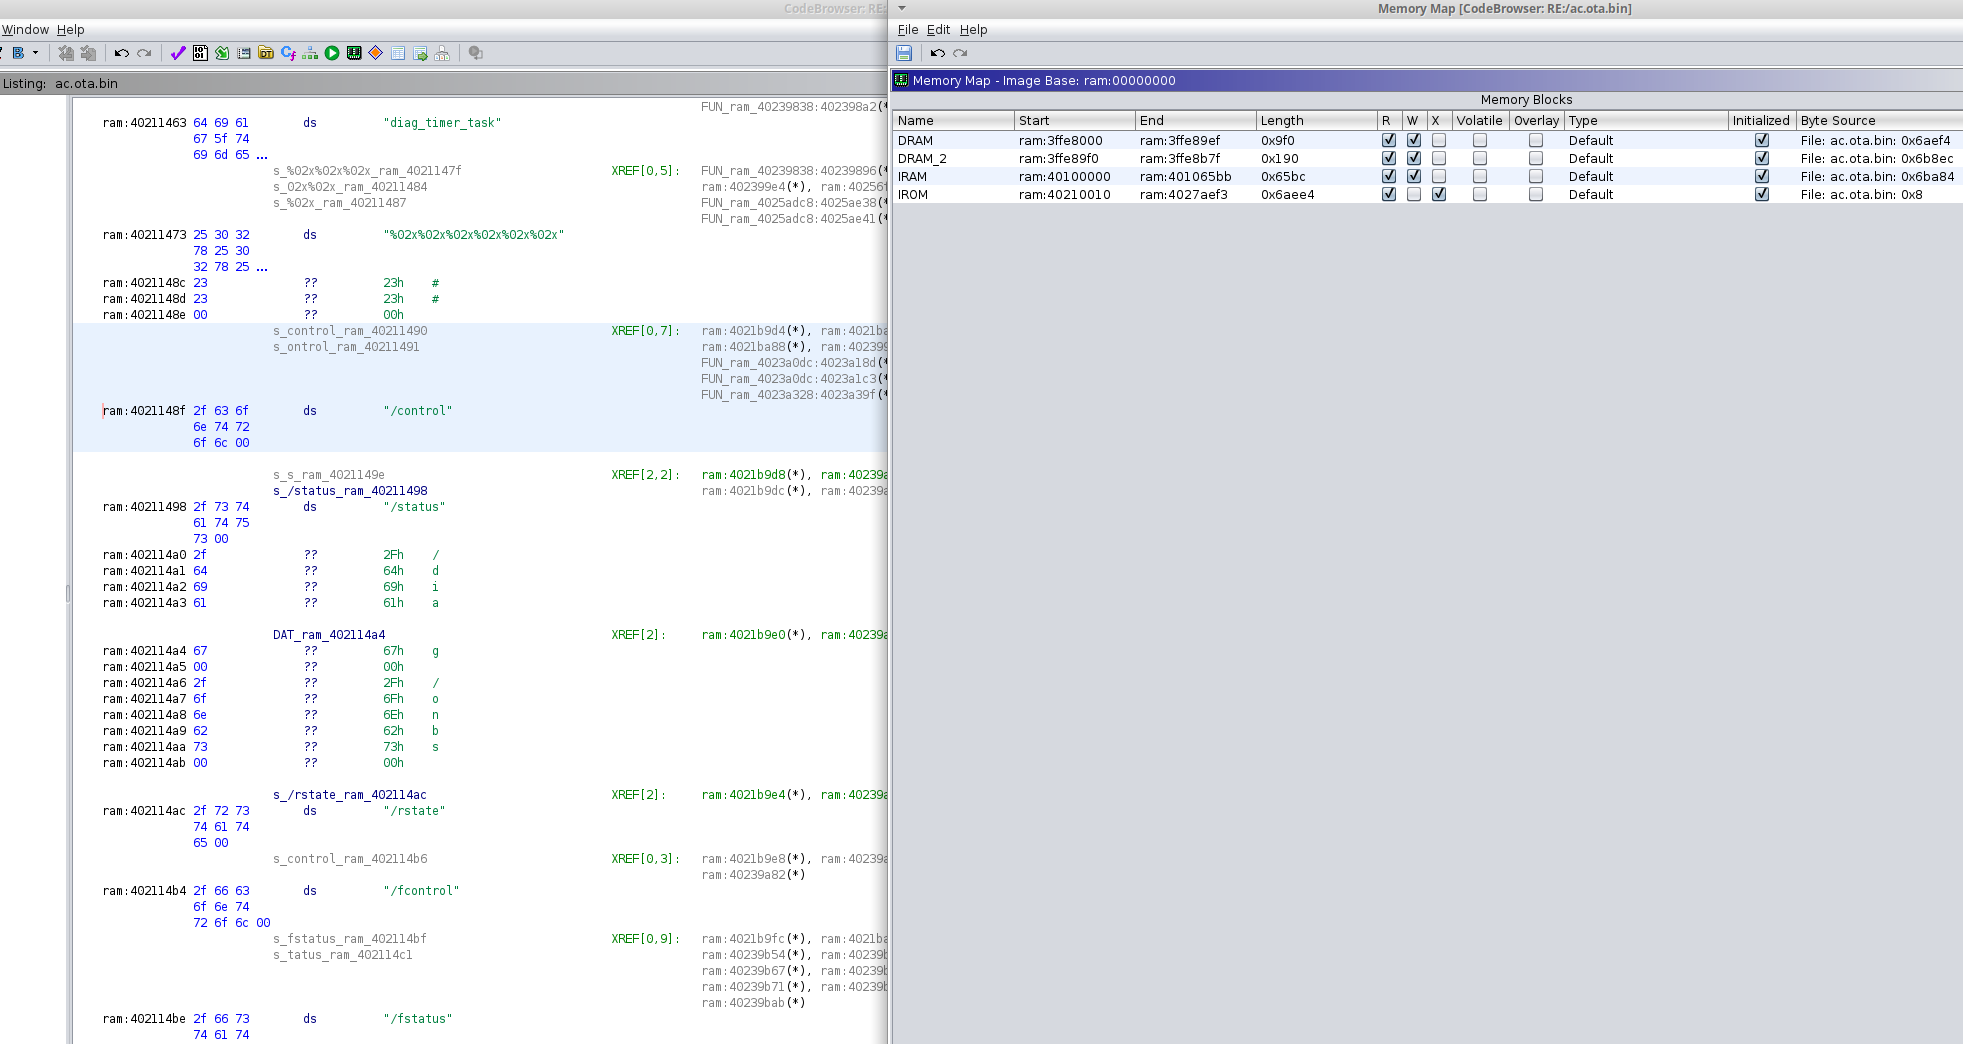 CodeBrowser: RE:
Window Help
B
Listing: ac.ota.bin
FUN_ram_40239838:402398a2(*
ram:40211463 64 69 61 ds "diag_timer_task"
67 5f 74
69 6d 65 ...
s_%02x%02x%02x_ram_4021147f XREF[0,5]: FUN_ram_40239838:40239896(*
s_02x%02x_ram_40211484 ram:402399e4(*), ram:40256f
s_%02x_ram_40211487 FUN_ram_4025adc8:4025ae38(*
FUN_ram_4025adc8:4025ae41(*
ram:40211473 25 30 32 ds "%02x%02x%02x%02x%02x%02x"
78 25 30
32 78 25 ...
ram:4021148c 23 ?? 23h #
ram:4021148d 23 ?? 23h #
ram:4021148e 00 ?? 00h
s_control_ram_40211490 XREF[0,7]: ram:4021b9d4(*), ram:4021ba
s_ontrol_ram_40211491 ram:4021ba88(*), ram:402399
FUN_ram_4023a0dc:4023a18d(*
FUN_ram_4023a0dc:4023a1c3(*
FUN_ram_4023a328:4023a39f(*
ram:4021148f 2f 63 6f ds "/control"
6e 74 72
6f 6c 00
s_s_ram_4021149e XREF[2,2]: ram:4021b9d8(*), ram:40239a
s_/status_ram_40211498 ram:4021b9dc(*), ram:40239a
ram:40211498 2f 73 74 ds "/status"
61 74 75
73 00
ram:402114a0 2f ?? 2Fh /
ram:402114a1 64 ?? 64h d
ram:402114a2 69 ?? 69h i
ram:402114a3 61 ?? 61h a
DAT_ram_402114a4 XREF[2]: ram:4021b9e0(*), ram:40239a
ram:402114a4 67 ?? 67h g
ram:402114a5 00 ?? 00h
ram:402114a6 2f ?? 2Fh /
ram:402114a7 6f ?? 6Fh o
ram:402114a8 6e ?? 6Eh n
ram:402114a9 62 ?? 62h b
ram:402114aa 73 ?? 73h s
ram:402114ab 00 ?? 00h
s_/rstate_ram_402114ac XREF[2]: ram:4021b9e4(*), ram:40239a
ram:402114ac 2f 72 73 ds "/rstate"
74 61 74
65 00
s_control_ram_402114b6 XREF[0,3]: ram:4021b9e8(*), ram:40239a
ram:40239a82(*)
ram:402114b4 2f 66 63 ds "/fcontrol"
6f 6e 74
72 6f 6c 00
s_fstatus_ram_402114bf XREF[0,9]: ram:4021b9fc(*), ram:4021ba
s_tatus_ram_402114c1 ram:40239b54(*), ram:40239b
ram:40239b67(*), ram:40239b
ram:40239b71(*), ram:40239b
ram:40239bab(*)
ram:402114be 2f 66 73 ds "/fstatus"
74 61 74
Memory Map [CodeBrowser: RE:/ac.ota.bin]
File Edit Help
Memory Map - Image Base: ram:00000000
Memory Blocks
Name Start End Length R W X Volatile Overlay Type Initialized Byte Source
DRAM ram:3ffe8000 ram:3ffe89ef 0x9f0 Default File: ac.ota.bin: 0x6aef4
DRAM_2 ram:3ffe89f0 ram:3ffe8b7f 0x190 Default File: ac.ota.bin: 0x6b8ec
IRAM ram:40100000 ram:401065bb 0x65bc Default File: ac.ota.bin: 0x6ba84
IROM ram:40210010 ram:4027aef3 0x6aee4 Default File: ac.ota.bin: 0x8